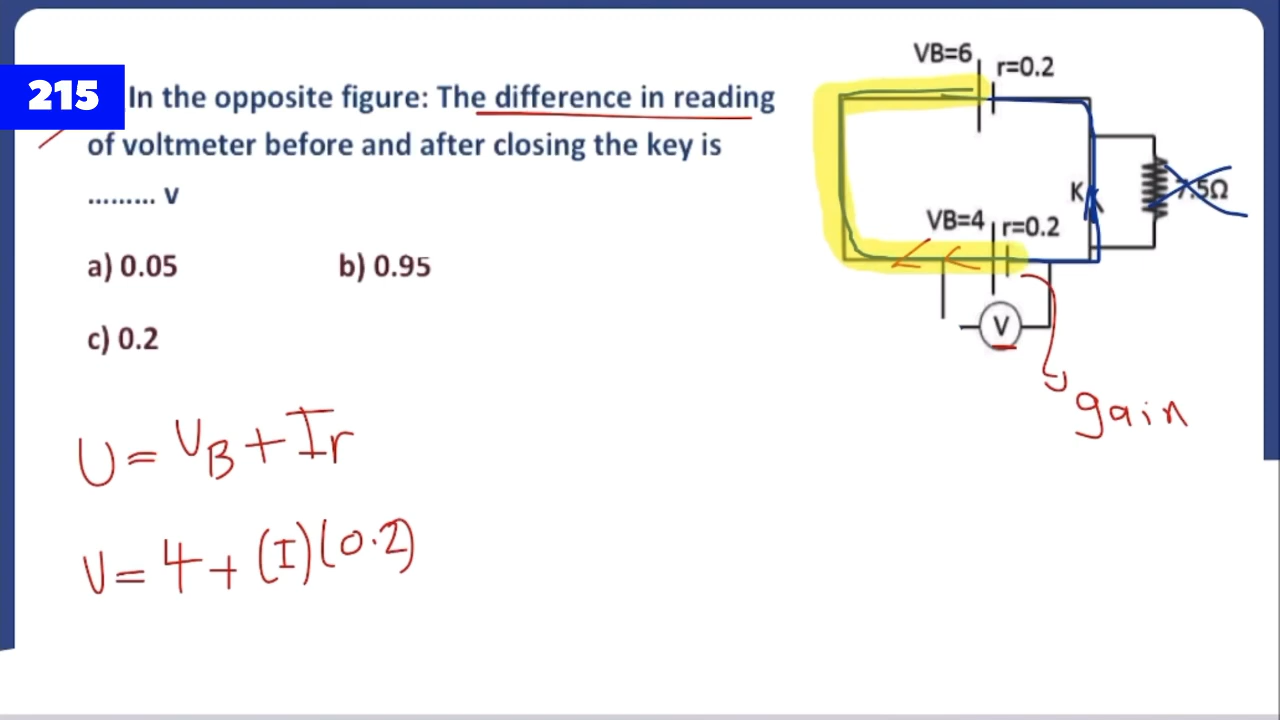 215
In the opposite figure: The difference in reading
of voltmeter before and after closing the key is
......... v
a) 0.05
b) 0.95
c) 0.2
VB=6
r=0.2
K
7.5Ω
VB=4
r=0.2
V
gain
V = VB + Ir
V = 4 + (I)(0.2)